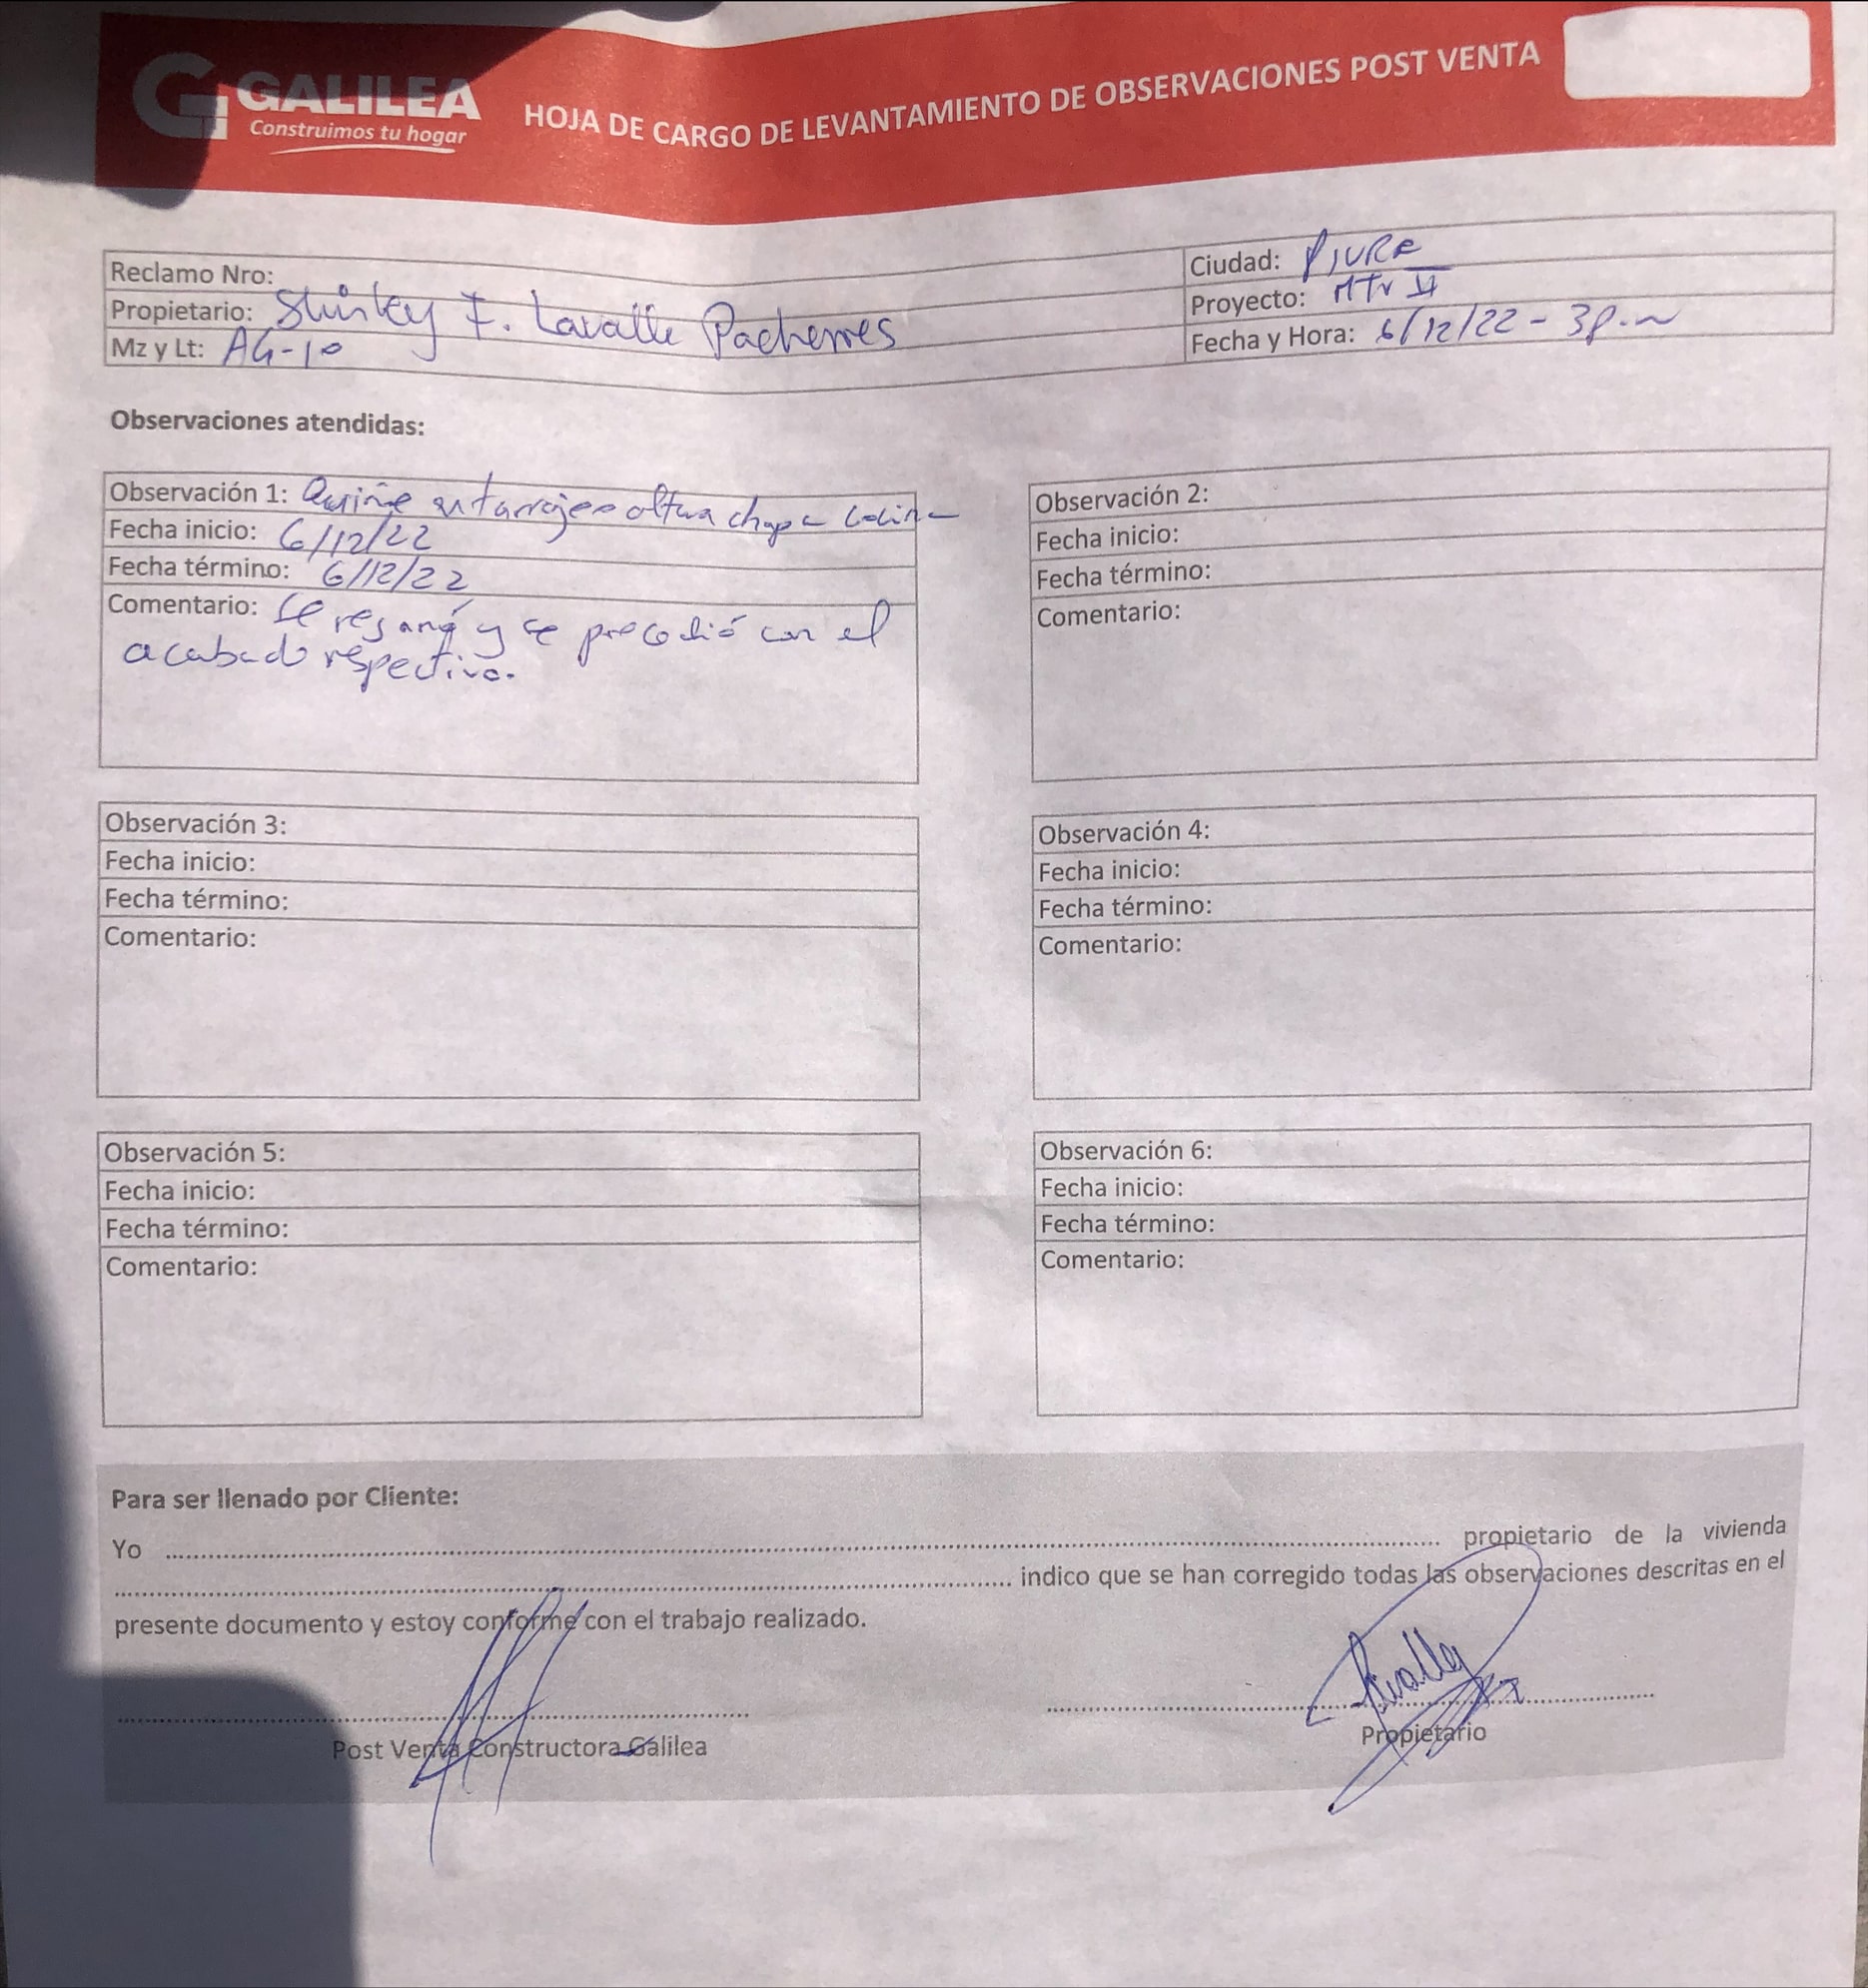 GALILEA
Construimos tu hogar
HOJA DE CARGO DE LEVANTAMIENTO DE OBSERVACIONES POST VENTA
Reclamo Nro:
Propietario: Shirley F. Lavalle Pacherres
Mz y Lt: AG-10
Ciudad: PIURA
Proyecto:
Fecha y Hora: 6/12/22 - 3p.m
Observaciones atendidas:
Observación 1: Quiñe en tarrajeo altura chapa cocina
Fecha inicio: 6/12/22
Fecha término: 6/12/22
Comentario: Se resanó y se procedió con el
acabado respectivo.
Observación 2:
Fecha inicio:
Fecha término:
Comentario:
Observación 3:
Fecha inicio:
Fecha término:
Comentario:
Observación 4:
Fecha inicio:
Fecha término:
Comentario:
Observación 5:
Fecha inicio:
Fecha término:
Comentario:
Observación 6:
Fecha inicio:
Fecha término:
Comentario:
Para ser llenado por Cliente:
Yo ........................................ propietario de la vivienda
........................................ indico que se han corregido todas las observaciones descritas en el
presente documento y estoy conforme con el trabajo realizado.
Post Venta Constructora Galilea
Propietario